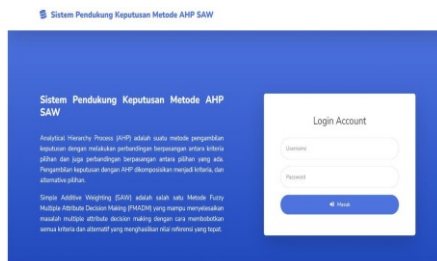 Sistem Pendukung Keputusan Metode AHP SAW
Sistem Pendukung Keputusan Metode AHP
SAW
Analytical Hierarchy Process (AHP) adalah suatu metode pengambilan
keputusan dengan melakukan perbandingan berpasangan antara kriteria
pilihan dan juga perbandingan berpasangan antara pilihan yang ada.
Pengambilan keputusan dengan AHP dikomposisikan menjadi kriteria, dan
alternative pilihan.
Simple Additive Weighting (SAW) adalah salah satu Metode Fuzzy
Multiple Attribute Decision Making (FMADM) yang mampu menyelesaikan
masalah multiple attribute decision making dengan cara membobotkan
semua kriteria dan alternatif yang menghasilkan nilai referensi yang tepat.
Login Account
Username
Password
Masuk